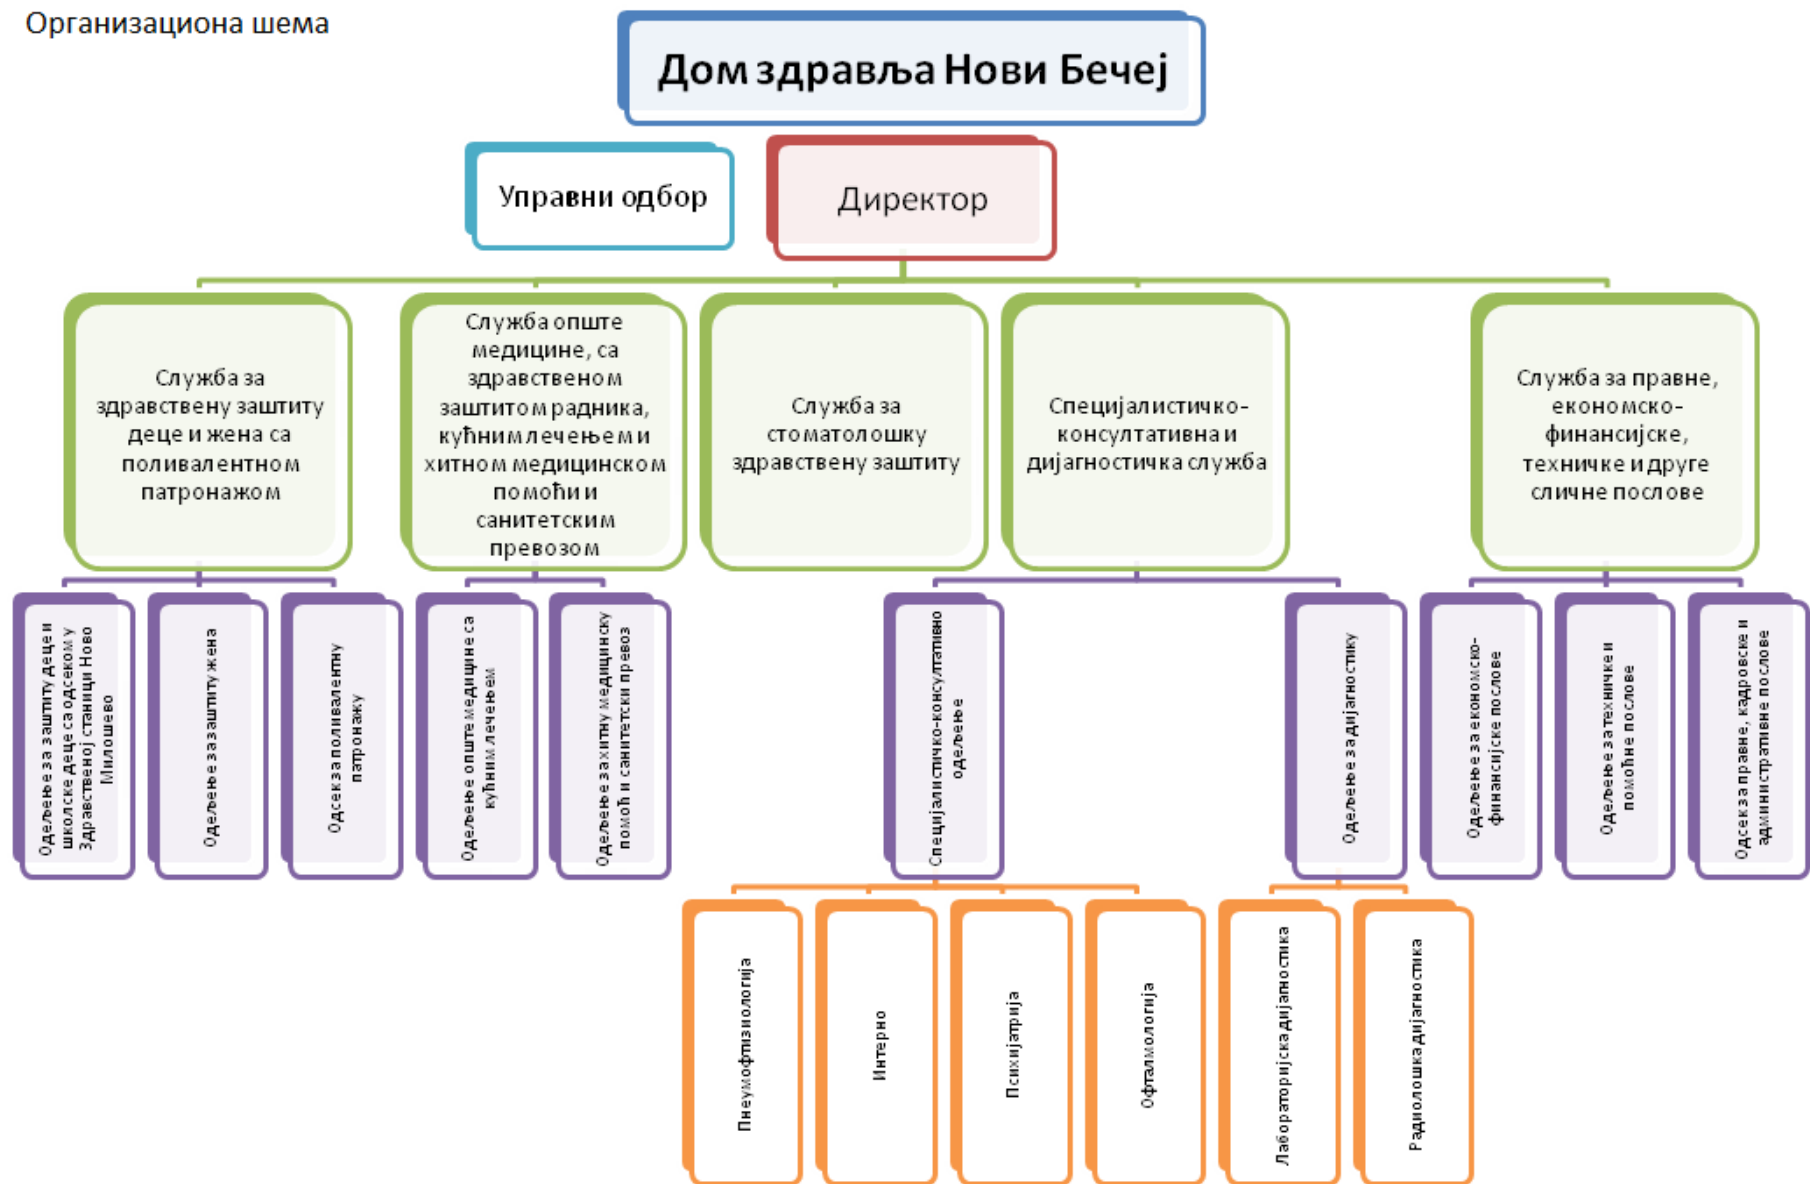 Организациона шема
Дом здравља Нови Бечеј
Управни одбор
Директор
Служба за
здравствену заштиту
деце и жена са
поливалентном
патронажом
Служба опште
медицине, са
здравственом
заштитом радника,
кућним лечењем и
хитном медицинском
помоћи и
санитетским
превозом
Служба за
стоматолошку
здравствену заштиту
Специјалистичко-
консултативна и
дијагностичка служба
Служба за правне,
економско-
финансијске,
техничке и друге
сличне послове
Одељење за заштиту деце и
школске деце са одсеком у
Здравственој станици Ново
Милошево
Одељење за заштиту жена
Одсек за поливалентну
патронажу
Одељење опште медицине са
кућним лечењем
Одељење за хитну медицинску
помоћ и санитетски превоз
Специјалистичко-консултативно
одељење
Одељење за дијагностику
Одељење за економско-
финансијске послове
Одељење за техничке и
помоћне послове
Одсек за правне, кадровске и
административне послове
Пнеумофтизиологија
Интерно
Психијатрија
Офталмологија
Лабораторијска дијагностика
Радиолошка дијагностика